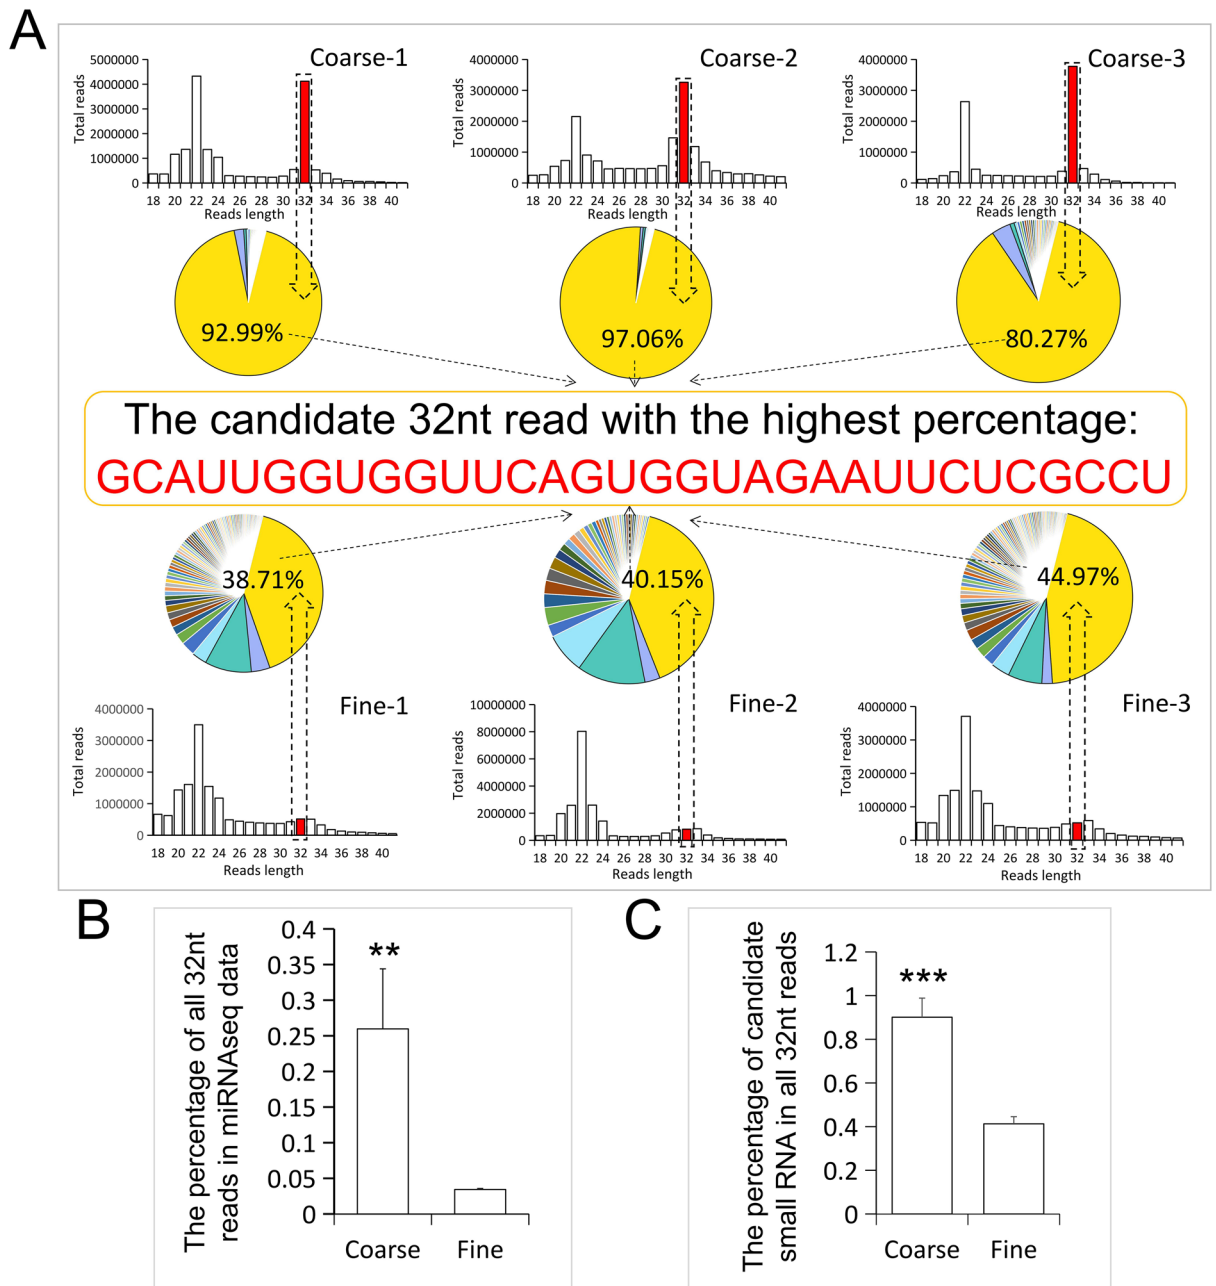 A
Coarse-1
Total reads
5000000
4000000
3000000
2000000
1000000
0
18 20 22 24 26 28 30 32 34 36 38 40
Reads length
Coarse-2
Total reads
4000000
3000000
2000000
1000000
0
18 20 22 24 26 28 30 32 34 36 38 40
Reads length
Coarse-3
Total reads
4000000
3000000
2000000
1000000
0
18 20 22 24 26 28 30 32 34 36 38 40
Reads length
92.99%
97.06%
80.27%
The candidate 32nt read with the highest percentage:
GCAUUGGUGGUUCAGUGGUAGAAUUCUCGCCU
38.71%
40.15%
44.97%
Fine-1
Total reads
4000000
3000000
2000000
1000000
0
18 20 22 24 26 28 30 32 34 36 38 40
Reads length
Fine-2
Total reads
10000000
8000000
6000000
4000000
2000000
0
18 20 22 24 26 28 30 32 34 36 38 40
Reads length
Fine-3
Total reads
4000000
3000000
2000000
1000000
0
18 20 22 24 26 28 30 32 34 36 38 40
Reads length
B
The percentage of all 32nt
reads in miRNAseq data
0.4
0.35
0.3
0.25
0.2
0.15
0.1
0.05
0
**
Coarse Fine
C
The percentage of candidate
small RNA in all 32nt reads
1.2
1
0.8
0.6
0.4
0.2
0
***
Coarse Fine